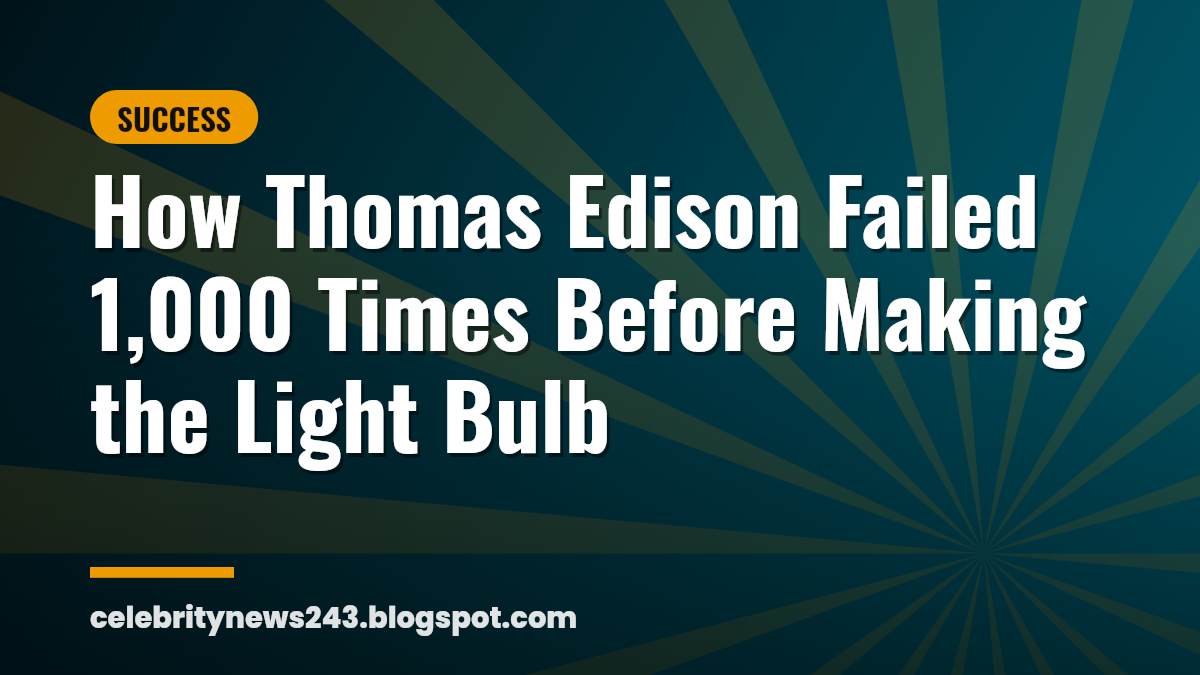 SUCCESS
How Thomas Edison Failed
1,000 Times Before Making
the Light Bulb
celebritynews243.blogspot.com